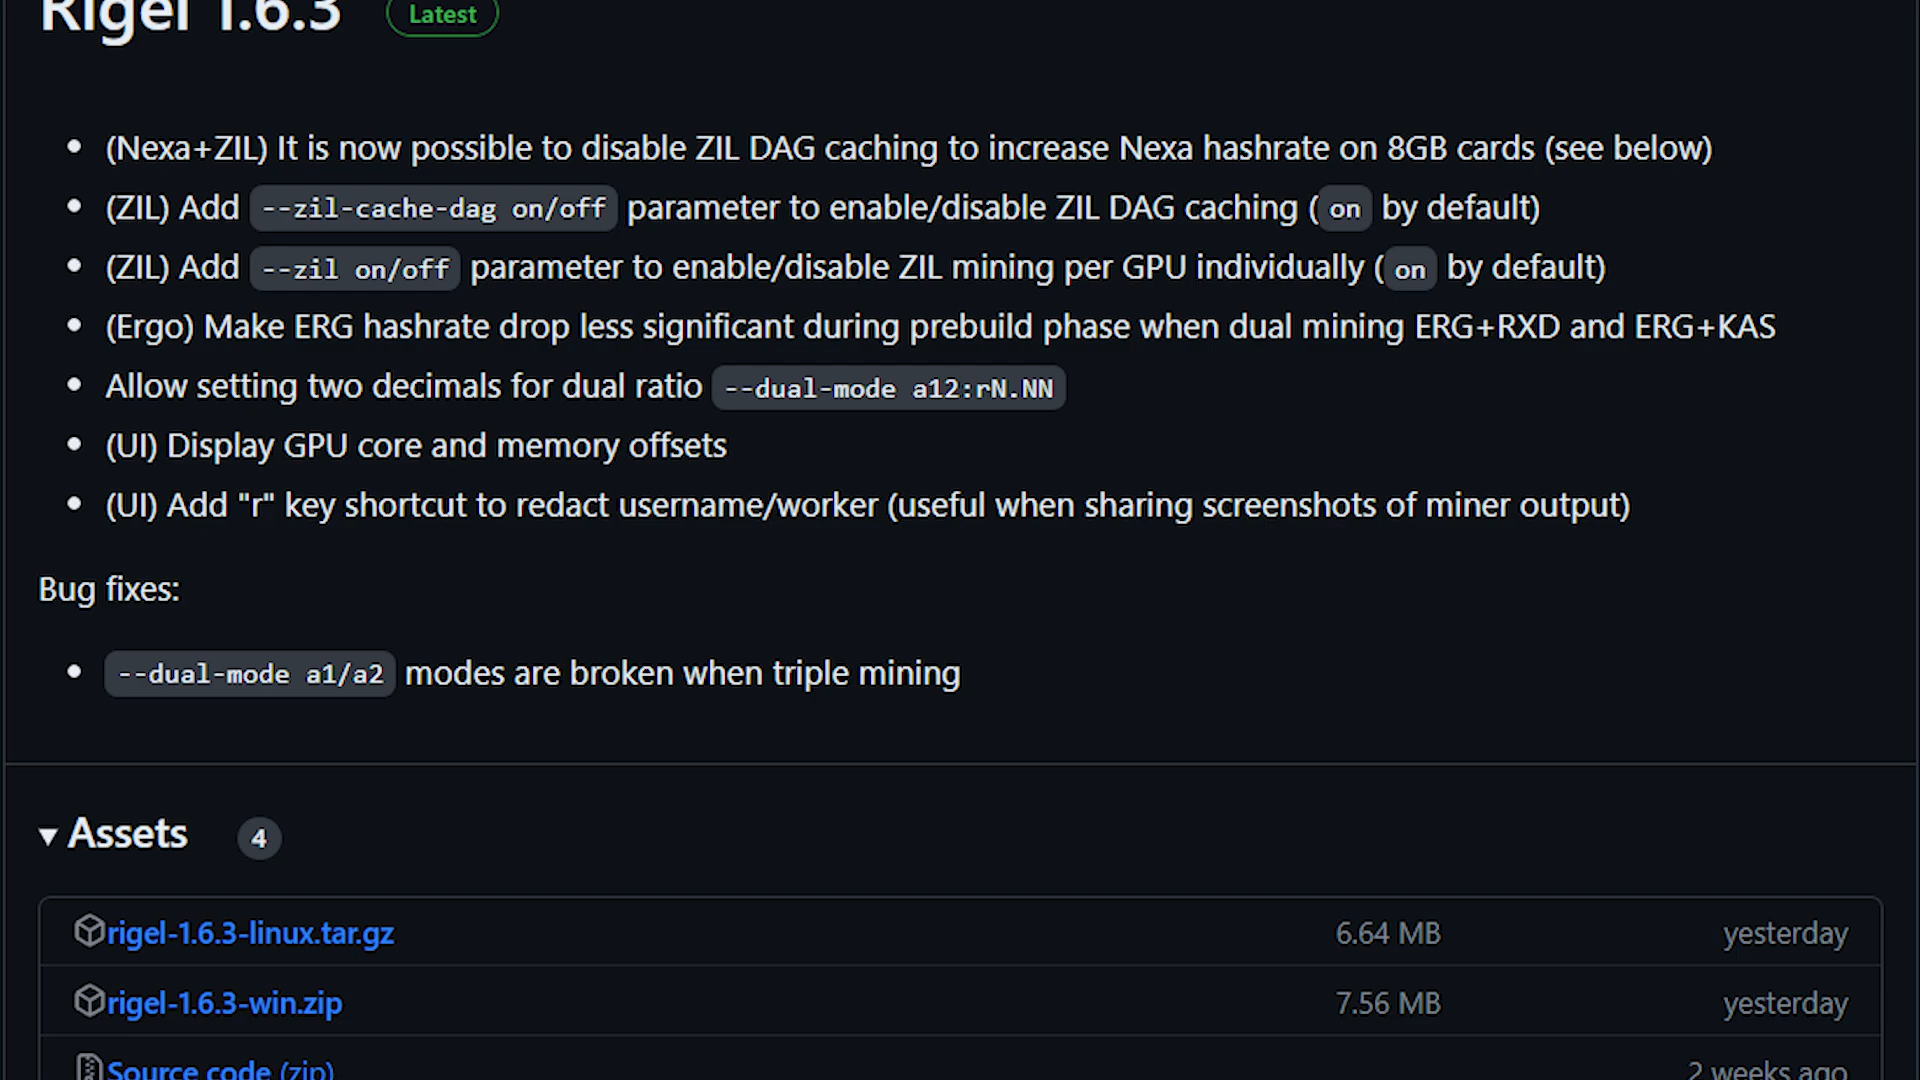 Rigel 1.6.3 Latest
(Nexa+ZIL) It is now possible to disable ZIL DAG caching to increase Nexa hashrate on 8GB cards (see below)
(ZIL) Add --zil-cache-dag on/off parameter to enable/disable ZIL DAG caching (on by default)
(ZIL) Add --zil on/off parameter to enable/disable ZIL mining per GPU individually (on by default)
(Ergo) Make ERG hashrate drop less significant during prebuild phase when dual mining ERG+RXD and ERG+KAS
Allow setting two decimals for dual ratio --dual-mode a12:rN.NN
(UI) Display GPU core and memory offsets
(UI) Add "r" key shortcut to redact username/worker (useful when sharing screenshots of miner output)
Bug fixes:
--dual-mode a1/a2 modes are broken when triple mining
Assets 4
rigel-1.6.3-linux.tar.gz 6.64 MB yesterday
rigel-1.6.3-win.zip 7.56 MB yesterday
Source code (zip) 2 weeks ago